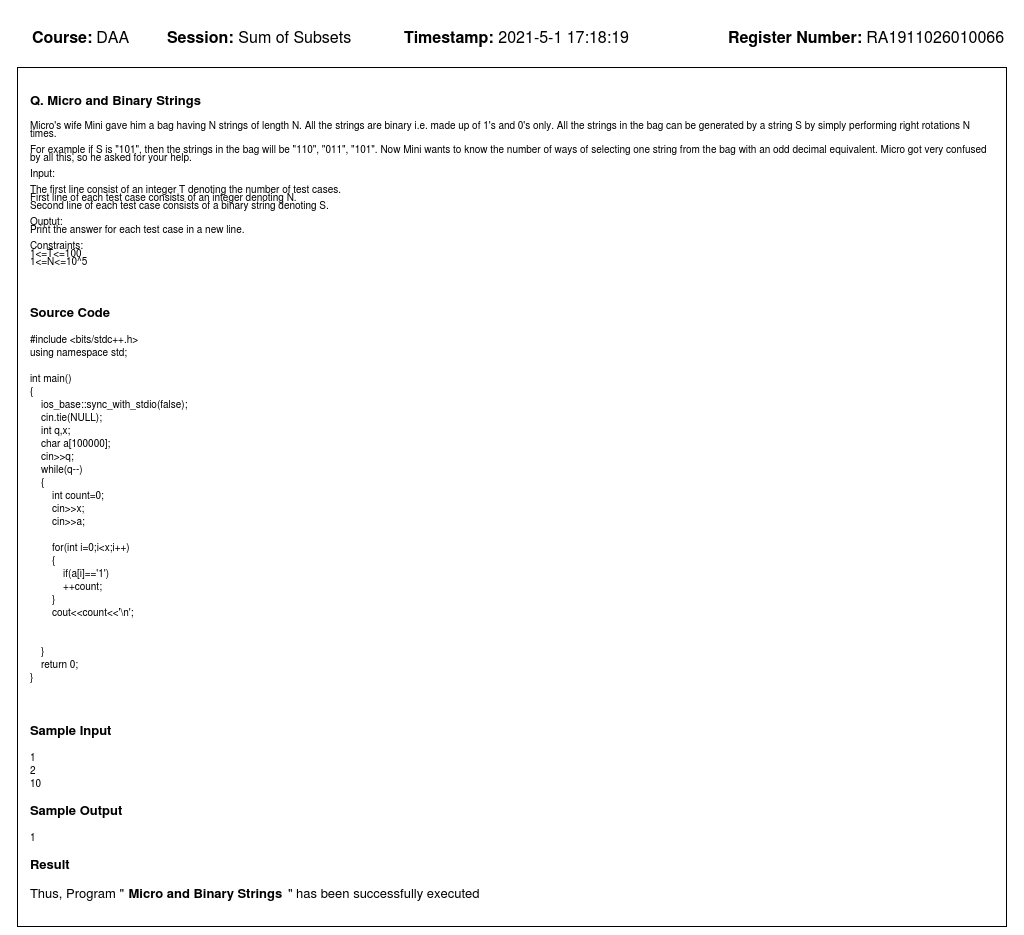 Course: DAA Session: Sum of Subsets Timestamp: 2021-5-1 17:18:19 Register Number: RA1911026010066
Q. Micro and Binary Strings
Micro's wife Mini gave him a bag having N strings of length N. All the strings are binary i.e. made up of 1's and 0's only. All the strings in the bag can be generated by a string S by simply performing right rotations N
times.
For example if S is "101", then the strings in the bag will be "110", "011", "101". Now Mini wants to know the number of ways of selecting one string from the bag with an odd decimal equivalent. Micro got very confused
by all this, so he asked for your help.
Input:
The first line consist of an integer T denoting the number of test cases.
First line of each test case consists of an integer denoting N.
Second line of each test case consists of a binary string denoting S.
Ouptut:
Print the answer for each test case in a new line.
Constraints:
1<=T<=100
1<=N<=10^5
Source Code
#include <bits/stdc++.h>
using namespace std;
int main()
{
ios_base::sync_with_stdio(false);
cin.tie(NULL);
int q,x;
char a[100000];
cin>>q;
while(q--)
{
int count=0;
cin>>x;
cin>>a;
for(int i=0;i<x;i++)
{
if(a[i]=='1')
++count;
}
cout<<count<<'\n';
}
return 0;
}
Sample Input
1
2
10
Sample Output
1
Result
Thus, Program " Micro and Binary Strings " has been successfully executed